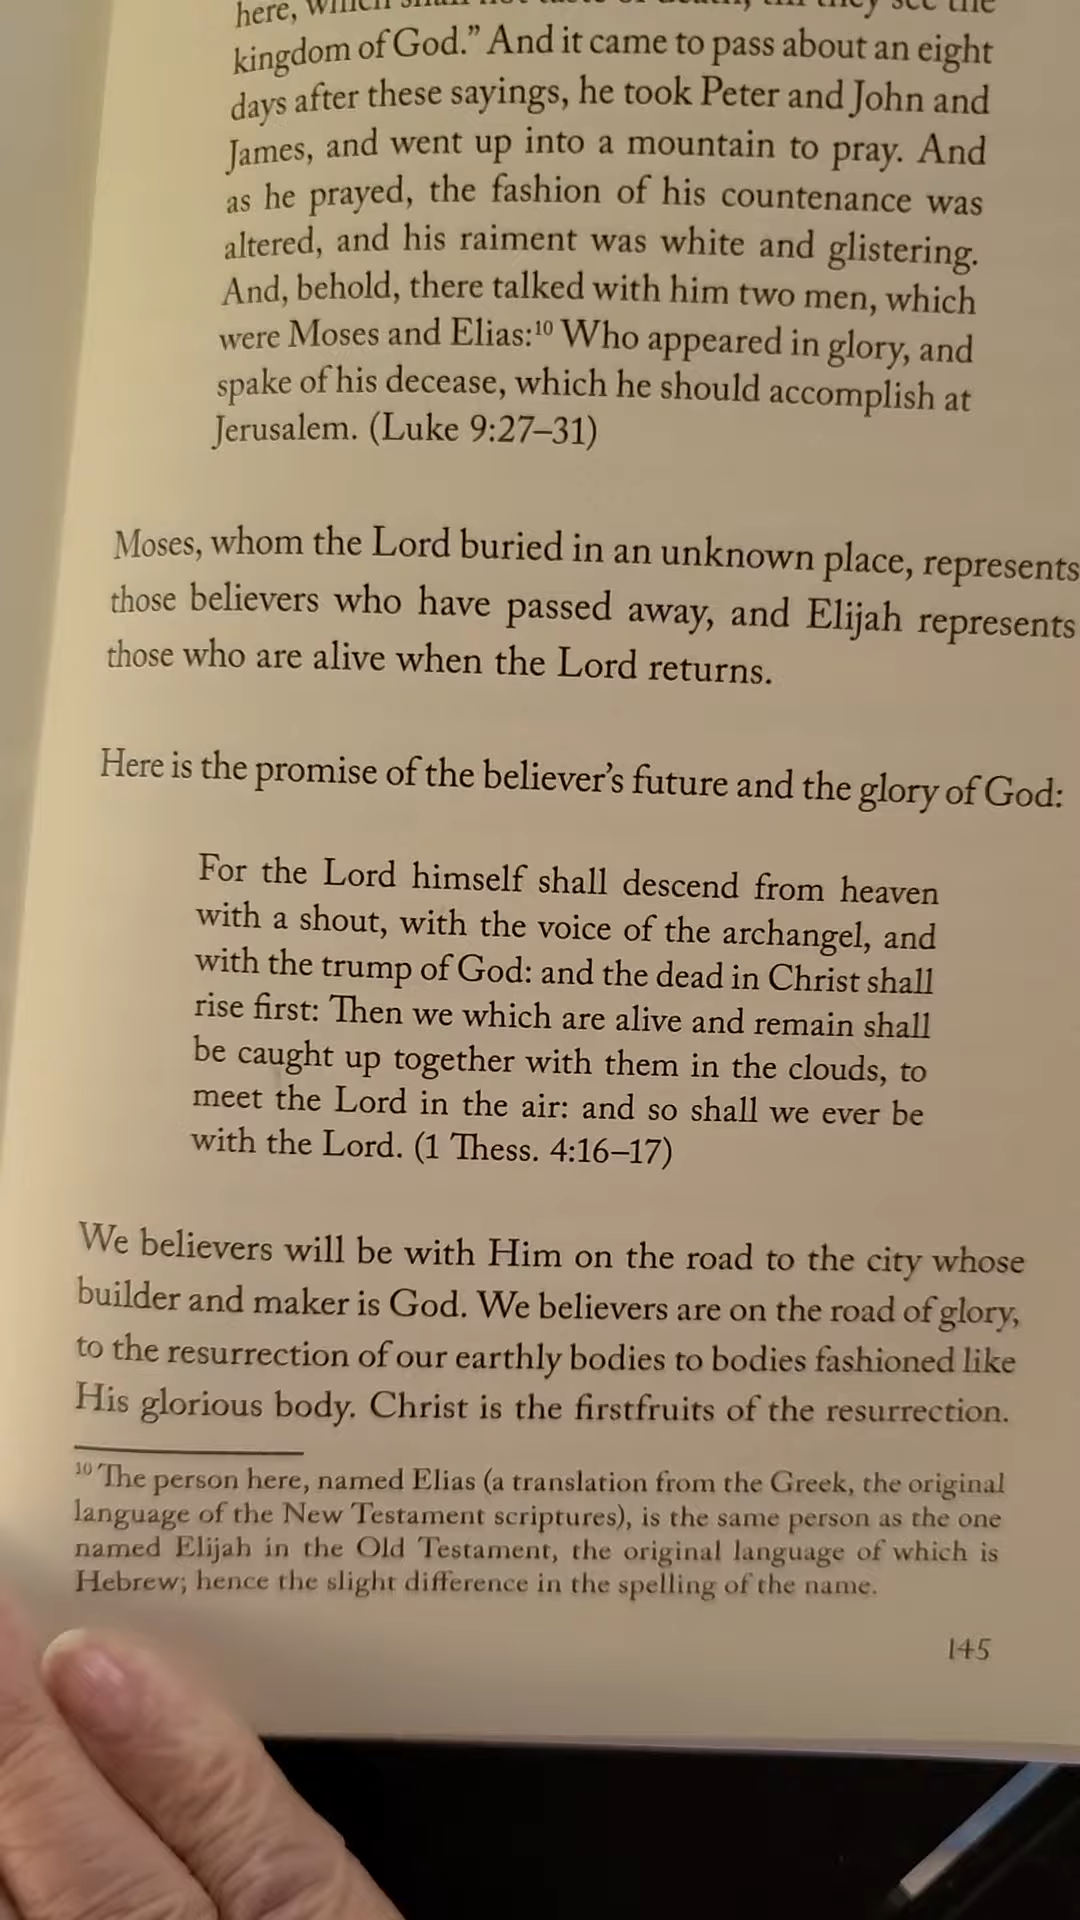 here, which shall not taste of death, till they see the
kingdom of God.” And it came to pass about an eight
days after these sayings, he took Peter and John and
James, and went up into a mountain to pray. And
as he prayed, the fashion of his countenance was
altered, and his raiment was white and glistering.
And, behold, there talked with him two men, which
were Moses and Elias:¹⁰ Who appeared in glory, and
spake of his decease, which he should accomplish at
Jerusalem. (Luke 9:27–31)
Moses, whom the Lord buried in an unknown place, represents
those believers who have passed away, and Elijah represents
those who are alive when the Lord returns.
Here is the promise of the believer’s future and the glory of God:
For the Lord himself shall descend from heaven
with a shout, with the voice of the archangel, and
with the trump of God: and the dead in Christ shall
rise first: Then we which are alive and remain shall
be caught up together with them in the clouds, to
meet the Lord in the air: and so shall we ever be
with the Lord. (1 Thess. 4:16–17)
We believers will be with Him on the road to the city whose
builder and maker is God. We believers are on the road of glory,
to the resurrection of our earthly bodies to bodies fashioned like
His glorious body. Christ is the firstfruits of the resurrection.
¹⁰ The person here, named Elias (a translation from the Greek, the original
language of the New Testament scriptures), is the same person as the one
named Elijah in the Old Testament, the original language of which is
Hebrew; hence the slight difference in the spelling of the name.
145